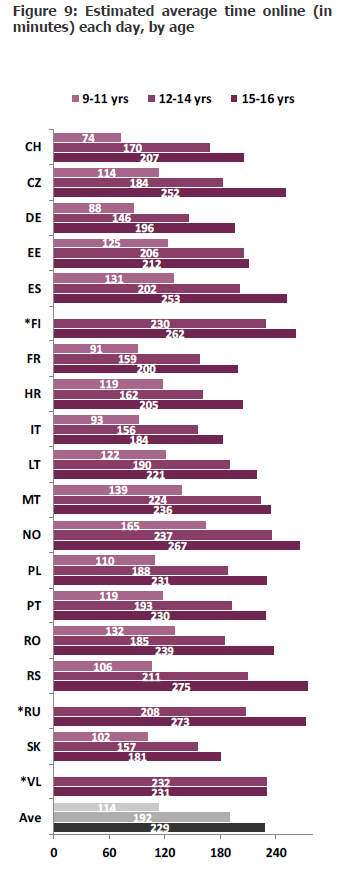 Figure 9: Estimated average time online (in
minutes) each day, by age
9-11 yrs 12-14 yrs 15-16 yrs
74
CH 170
207
114
CZ 184
252
88
DE 146
196
125
EE 206
212
131
ES 202
253
*FI 230
262
91
FR 159
200
119
HR 162
205
93
IT 156
184
122
LT 190
221
139
MT 224
236
165
NO 237
267
110
PL 188
231
119
PT 193
230
132
RO 185
239
106
RS 211
275
*RU 208
273
102
SK 157
181
*VL 232
231
114
Ave 192
229
0 60 120 180 240